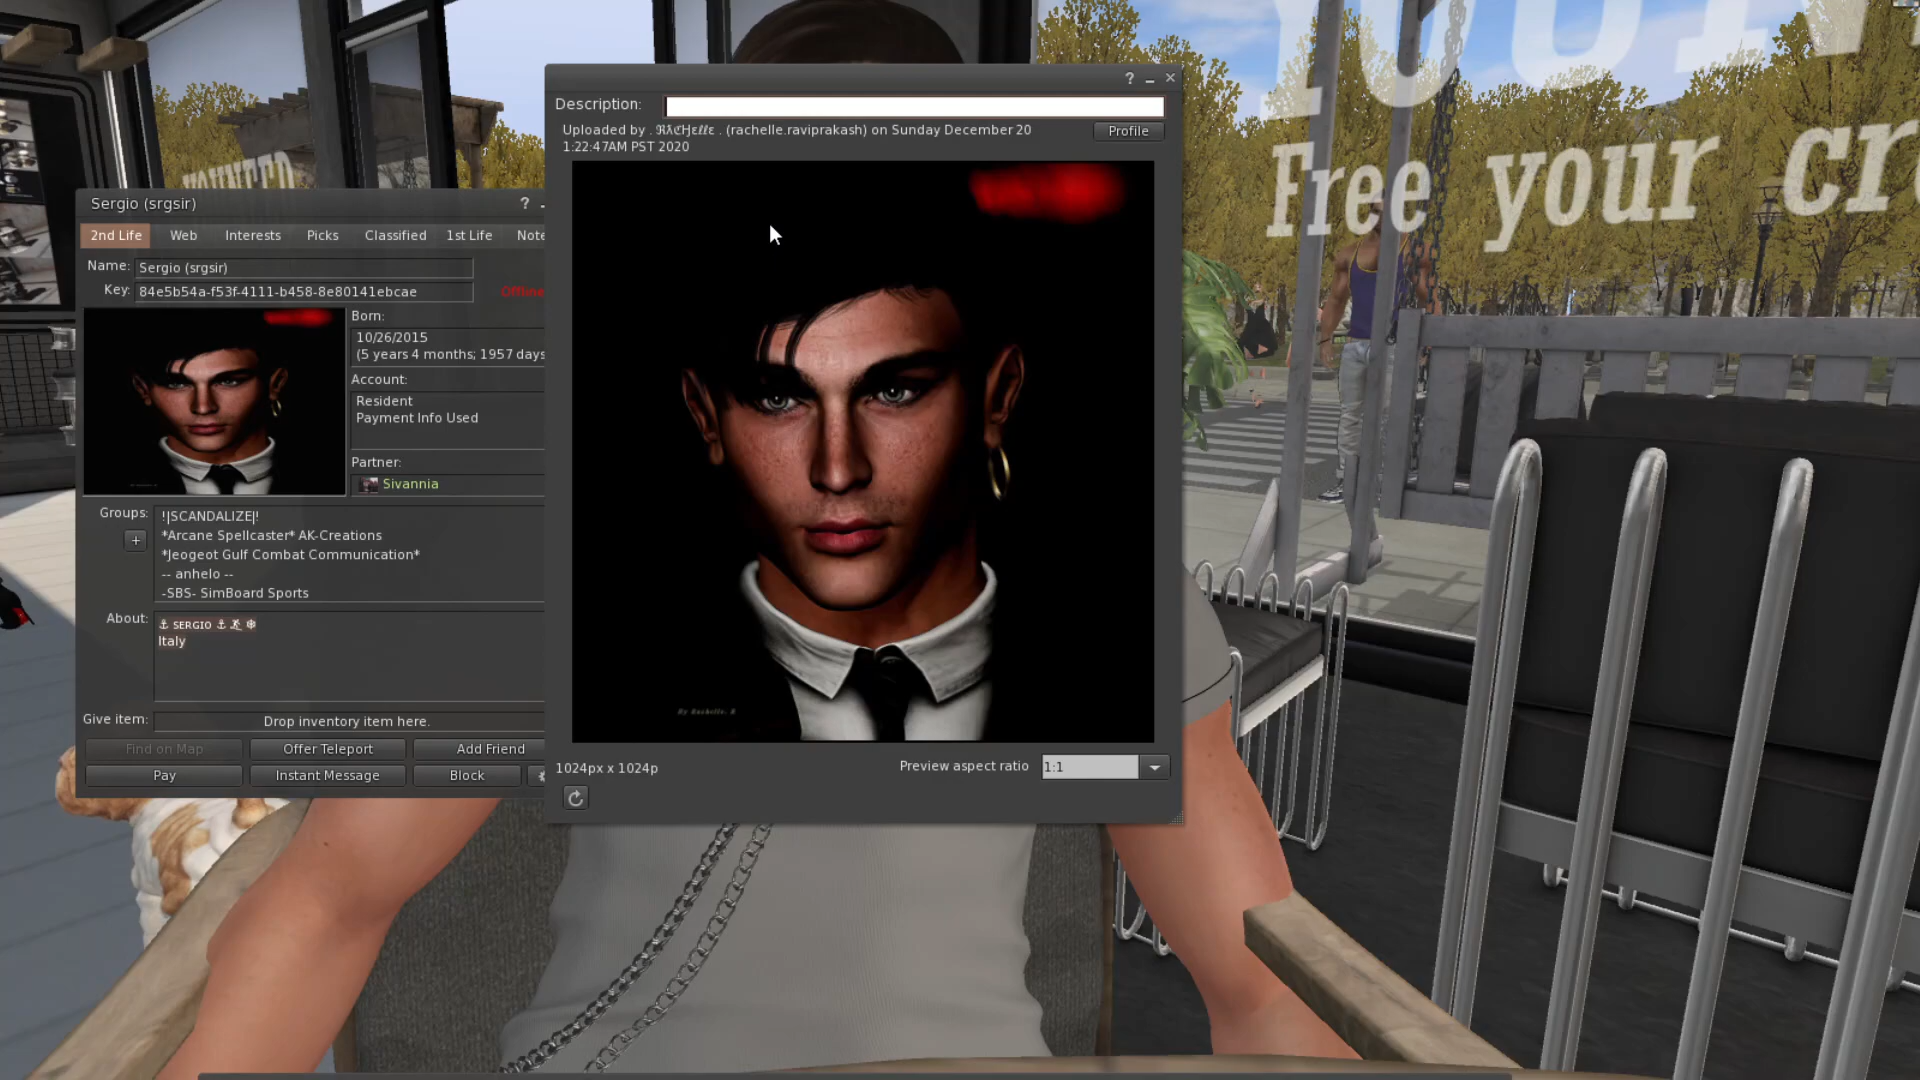 YOUNEED
Free your cr
YOUNEED
Sergio (srgsir)
?
2nd Life Web Interests Picks Classified 1st Life Note
Name: Sergio (srgsir)
Key: 84e5b54a-f53f-4111-b458-8e80141ebcae Offline
Born:
10/26/2015
(5 years 4 months; 1957 days
Account:
Resident
Payment Info Used
Partner:
Sivannia
Groups: !|SCANDALIZE|!
+ *Arcane Spellcaster* AK-Creations
*Jeogeot Gulf Combat Communication*
-- anhelo --
-SBS- SimBoard Sports
About: ⚓ SERGIO ⚓ ⛷ ❄
Italy
Give item: Drop inventory item here.
Find on Map Offer Teleport Add Friend
Pay Instant Message Block
?
Description:
Uploaded by . (rachelle.raviprakash) on Sunday December 20
1:22:47AM PST 2020
Profile
By Rachelle. R
1024px x 1024p Preview aspect ratio 1:1